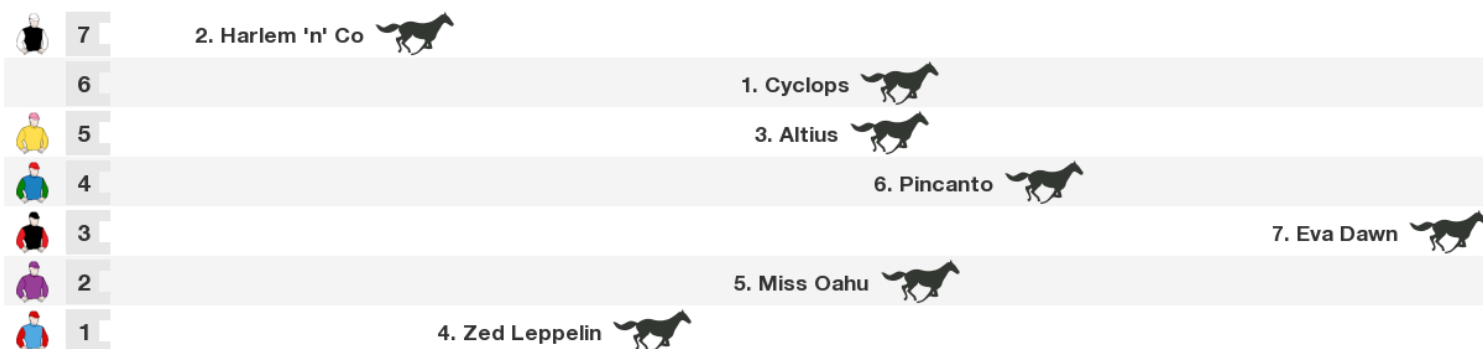 7 2. Harlem 'n' Co
6 1. Cyclops
5 3. Altius
4 6. Pincanto
3 7. Eva Dawn
2 5. Miss Oahu
1 4. Zed Leppelin